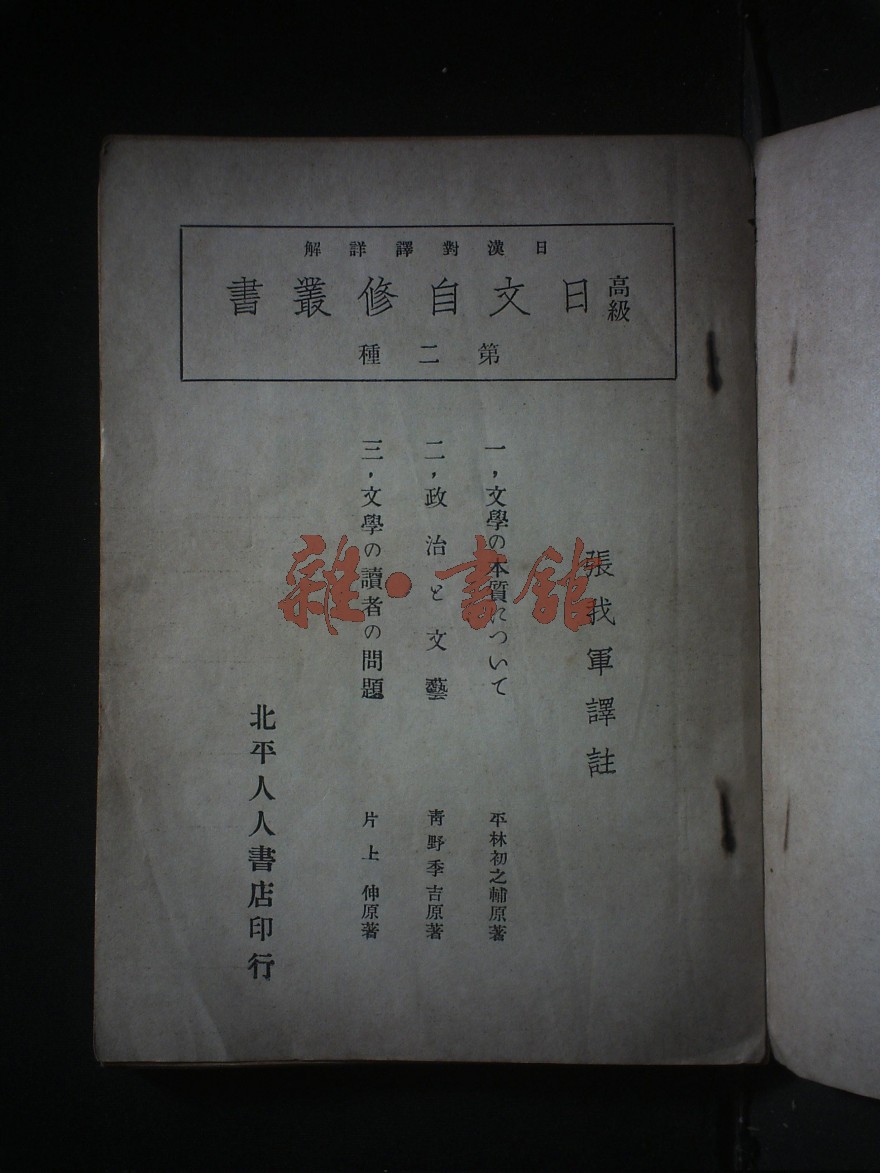 日漢對譯詳解
高級
日文自修叢書
第二種
張我軍譯註
一，文學の本質について
平林初之輔原著
二，政治と文藝
靑野季吉原著
三，文學の讀者の問題
片上伸原著
北平人人書店印行
雜·書館